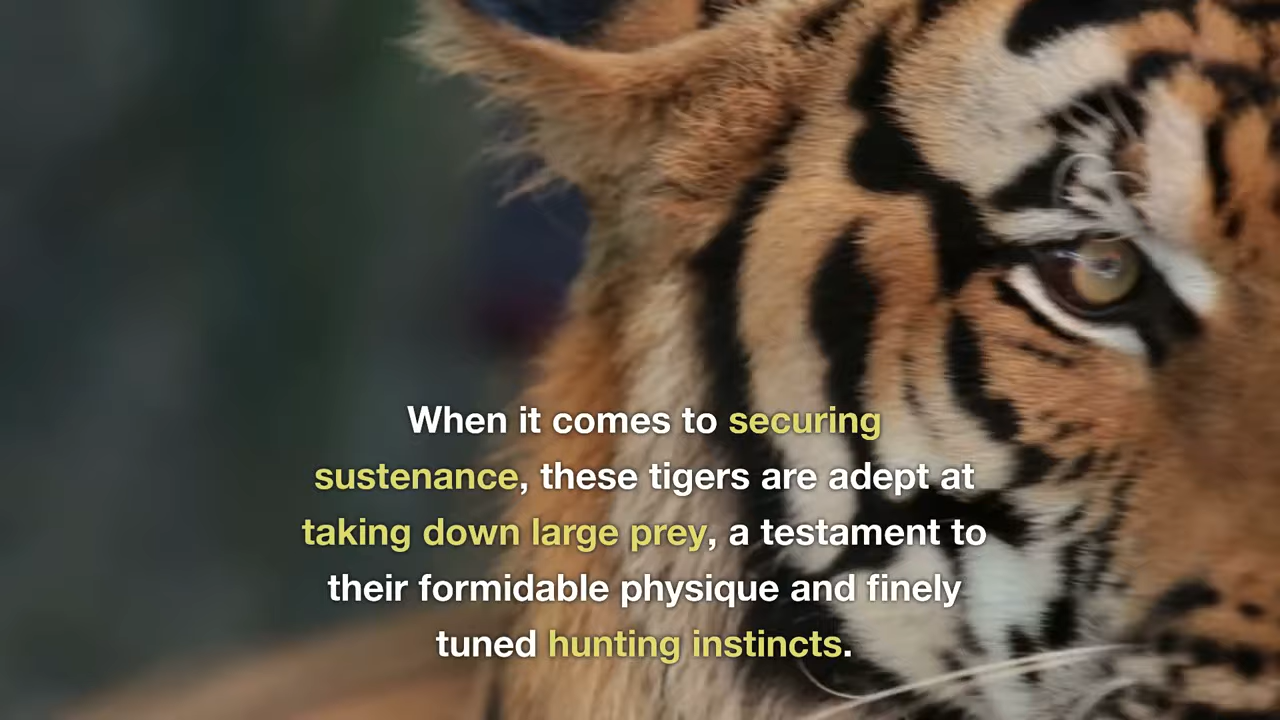 When it comes to securing
sustenance, these tigers are adept at
taking down large prey, a testament to
their formidable physique and finely
tuned hunting instincts.